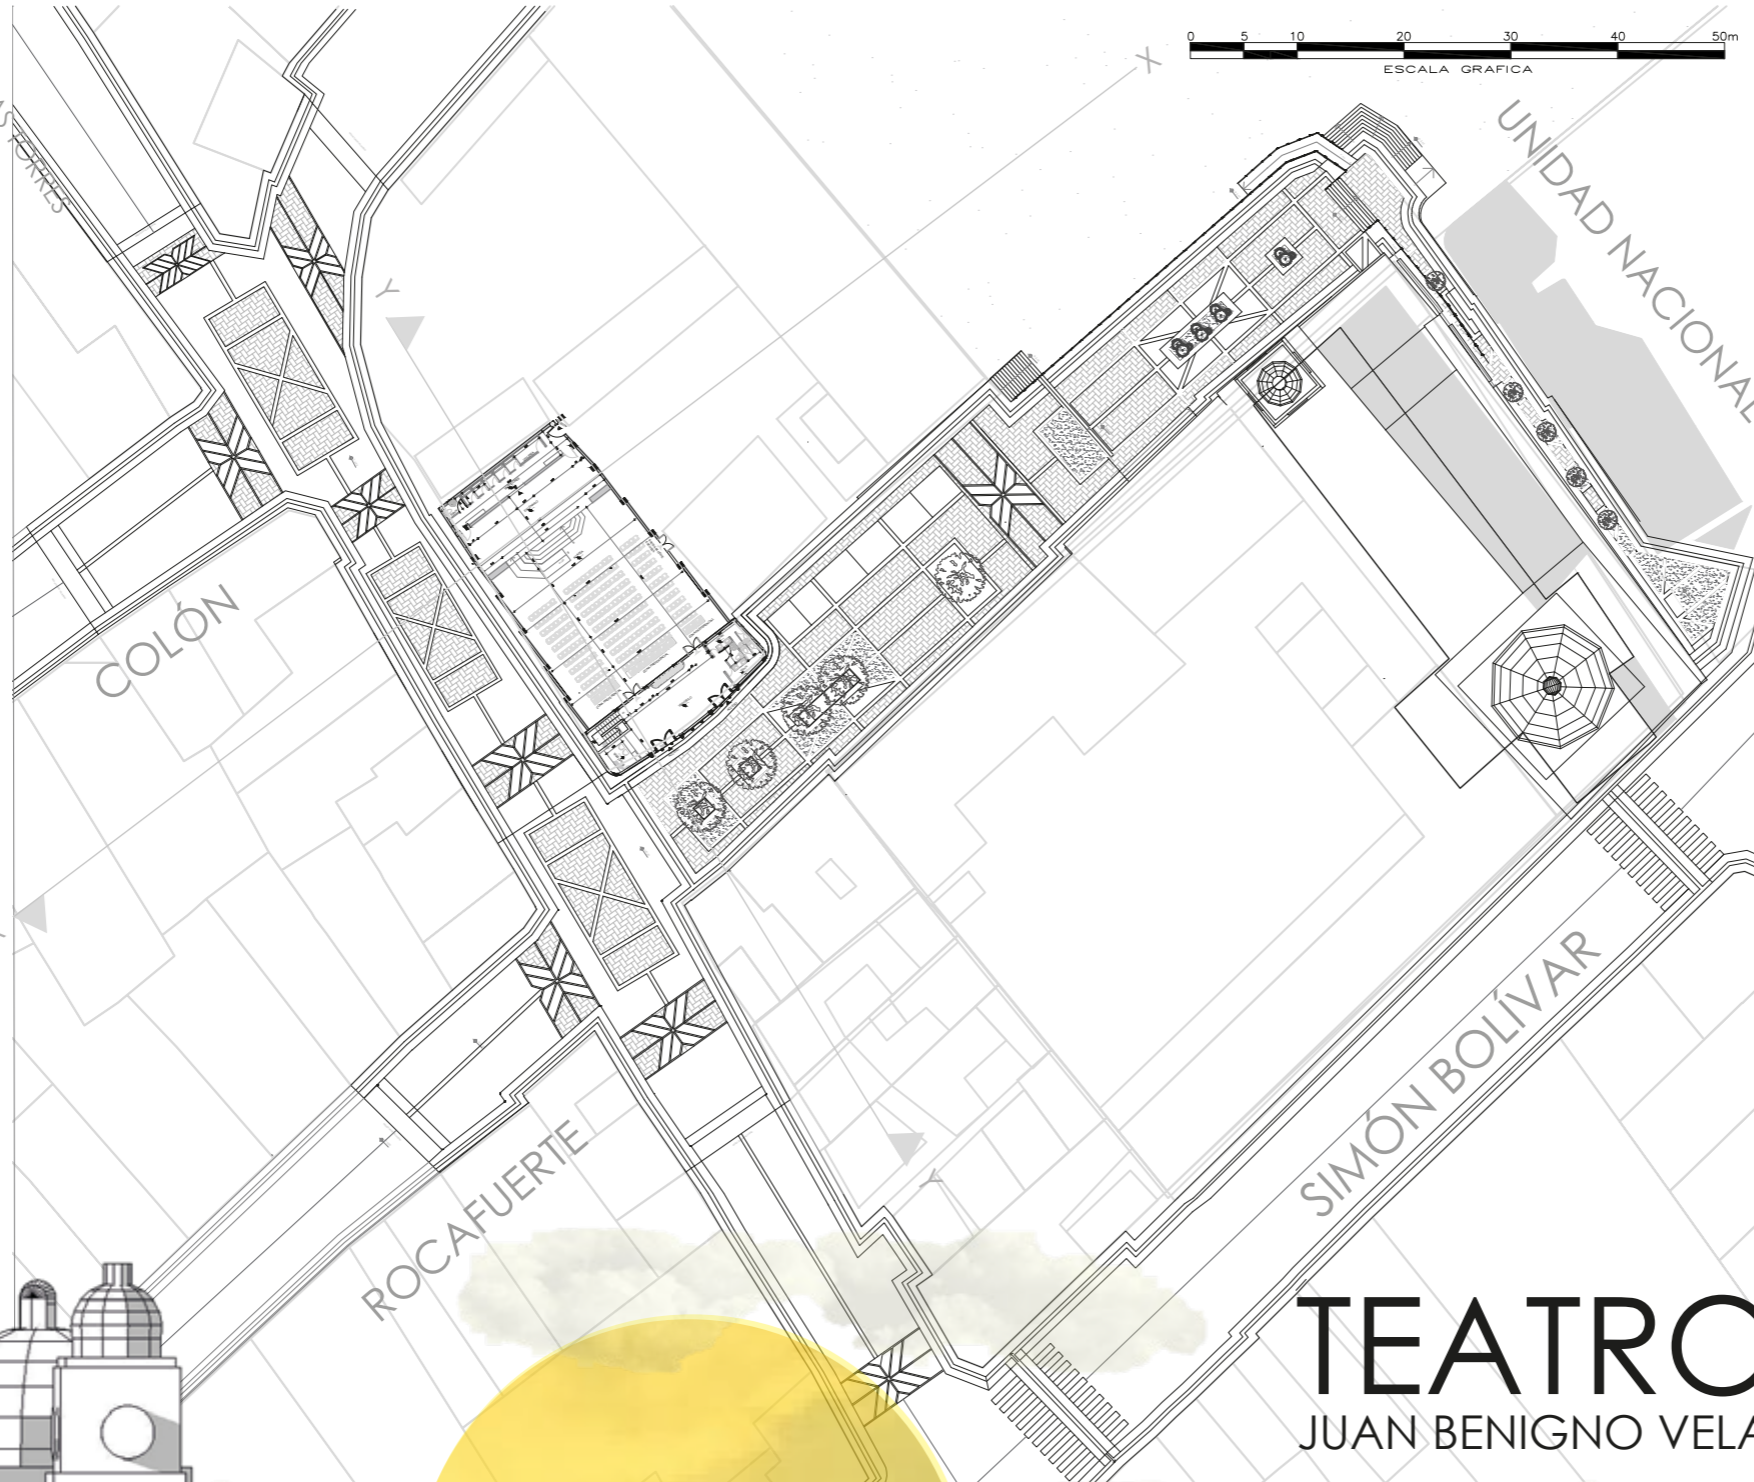 0 5 10 20 30 40 50m
ESCALA GRAFICA
X
UNIDAD NACIONAL
S TORRES
Y
COLÓN
SIMÓN BOLÍVAR
ROCAFUERTE
Y
TEATRO
JUAN BENIGNO VELA